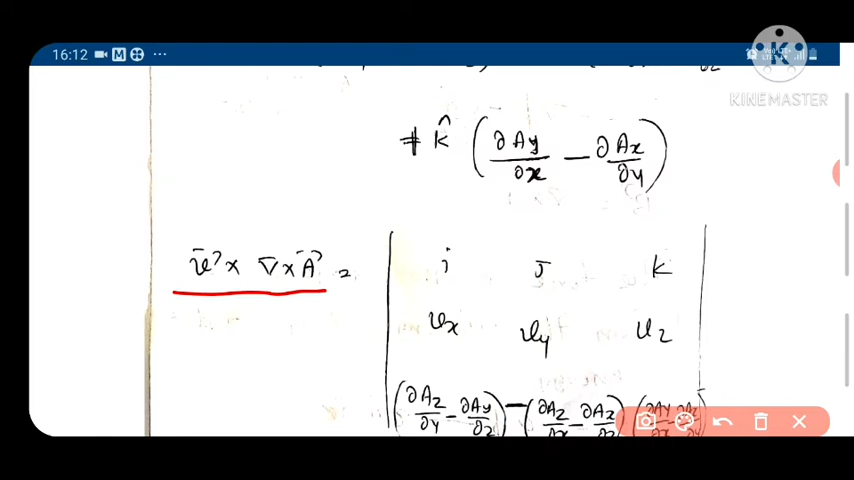 16:12 M ...
KINEMASTER
+ k̂ (∂Ay/∂x − ∂Ax/∂y)
v⃗ × ∇ × A⃗ = | i j k
vx vy vz
(∂Az/∂y − ∂Ay/∂z) −(∂Az/∂x − ∂Ax/∂z)